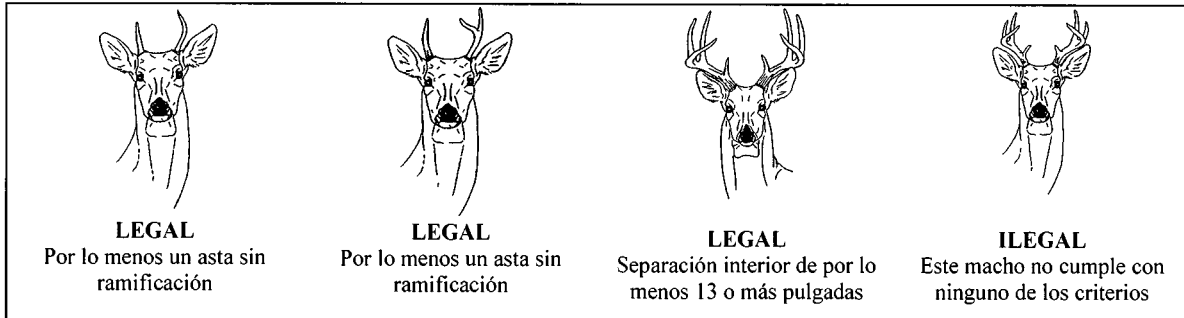 LEGAL
Por lo menos un asta sin
ramificación
LEGAL
Por lo menos un asta sin
ramificación
LEGAL
Separación interior de por lo
menos 13 o más pulgadas
ILEGAL
Este macho no cumple con
ninguno de los criterios